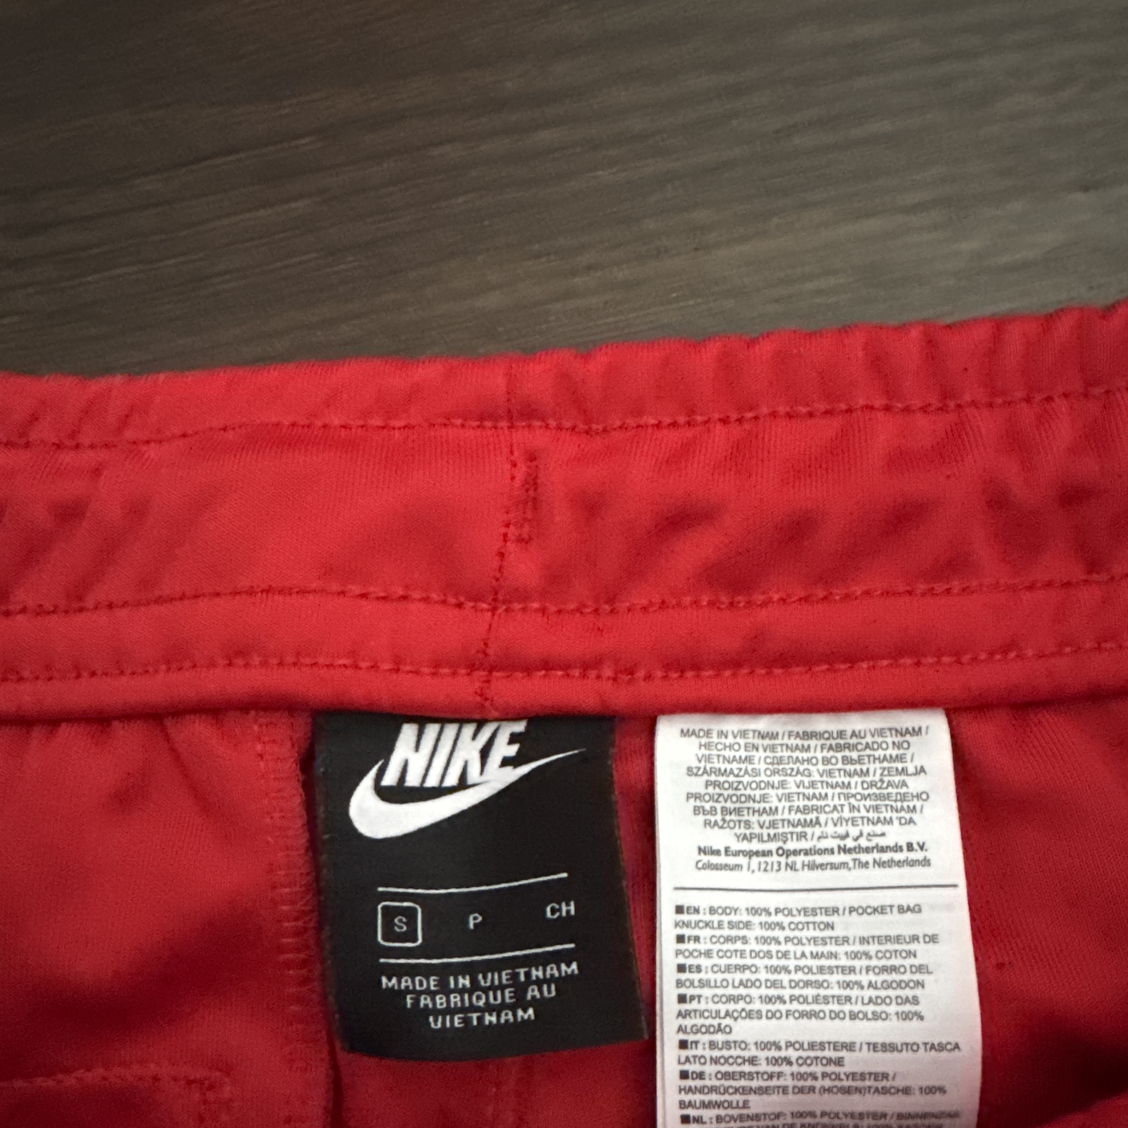 NIKE
S P CH
MADE IN VIETNAM
FABRIQUE AU
VIETNAM
MADE IN VIETNAM / FABRIQUE AU VIETNAM /
HECHO EN VIETNAM / FABRICADO NO
VIETNAME / СДЕЛАНО ВО ВЬЕТНАМЕ /
SZÁRMAZÁSI ORSZÁG: VIETNAM / ZEMLJA
PROIZVODNJE: VIJETNAM / DRŽAVA
PROIZVODNJE: VIETNAM / ПРОИЗВЕДЕНО
ВЪВ ВИЕТНАМ / FABRICAT ÎN VIETNAM /
RAŽOTS: VJETNAMĀ / VİYETNAM 'DA
YAPILMIŞTIR / صنع في فييت نام
Nike European Operations Netherlands B.V.
Colosseum 1, 1213 NL Hilversum, The Netherlands
EN : BODY: 100% POLYESTER / POCKET BAG
KNUCKLE SIDE: 100% COTTON
FR : CORPS: 100% POLYESTER / INTERIEUR DE
POCHE COTE DOS DE LA MAIN: 100% COTON
ES : CUERPO: 100% POLIESTER / FORRO DEL
BOLSILLO LADO DEL DORSO: 100% ALGODON
PT : CORPO: 100% POLIÉSTER / LADO DAS
ARTICULAÇÕES DO FORRO DO BOLSO: 100%
ALGODÃO
IT : BUSTO: 100% POLIESTERE / TESSUTO TASCA
LATO NOCCHE: 100% COTONE
DE : OBERSTOFF: 100% POLYESTER /
HANDRÜCKENSEITE DER (HOSEN)TASCHE: 100%
BAUMWOLLE
NL : BOVENSTOF: 100% POLYESTER /